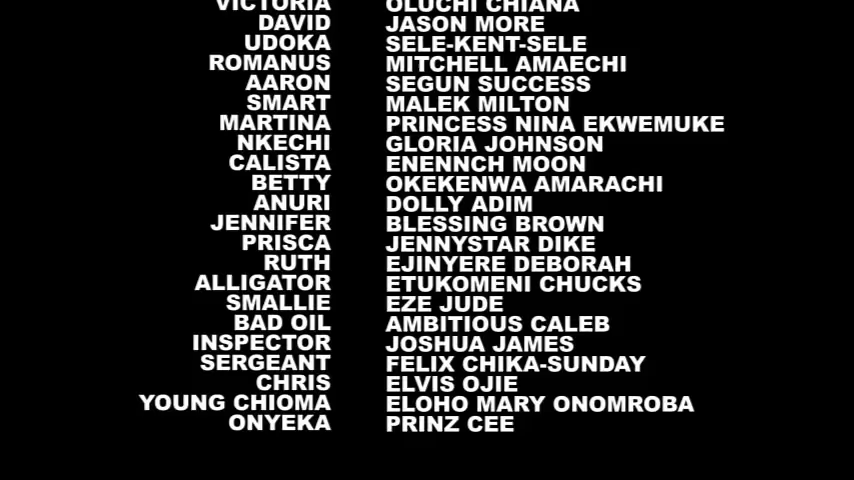 VICTORIA OLUCHI CHIANA
DAVID JASON MORE
UDOKA SELE-KENT-SELE
ROMANUS MITCHELL AMAECHI
AARON SEGUN SUCCESS
SMART MALEK MILTON
MARTINA PRINCESS NINA EKWEMUKE
NKECHI GLORIA JOHNSON
CALISTA ENENNCH MOON
BETTY OKEKENWA AMARACHI
ANURI DOLLY ADIM
JENNIFER BLESSING BROWN
PRISCA JENNYSTAR DIKE
RUTH EJINYERE DEBORAH
ALLIGATOR ETUKOMENI CHUCKS
SMALLIE EZE JUDE
BAD OIL AMBITIOUS CALEB
INSPECTOR JOSHUA JAMES
SERGEANT FELIX CHIKA-SUNDAY
CHRIS ELVIS OJIE
YOUNG CHIOMA ELOHO MARY ONOMROBA
ONYEKA PRINZ CEE